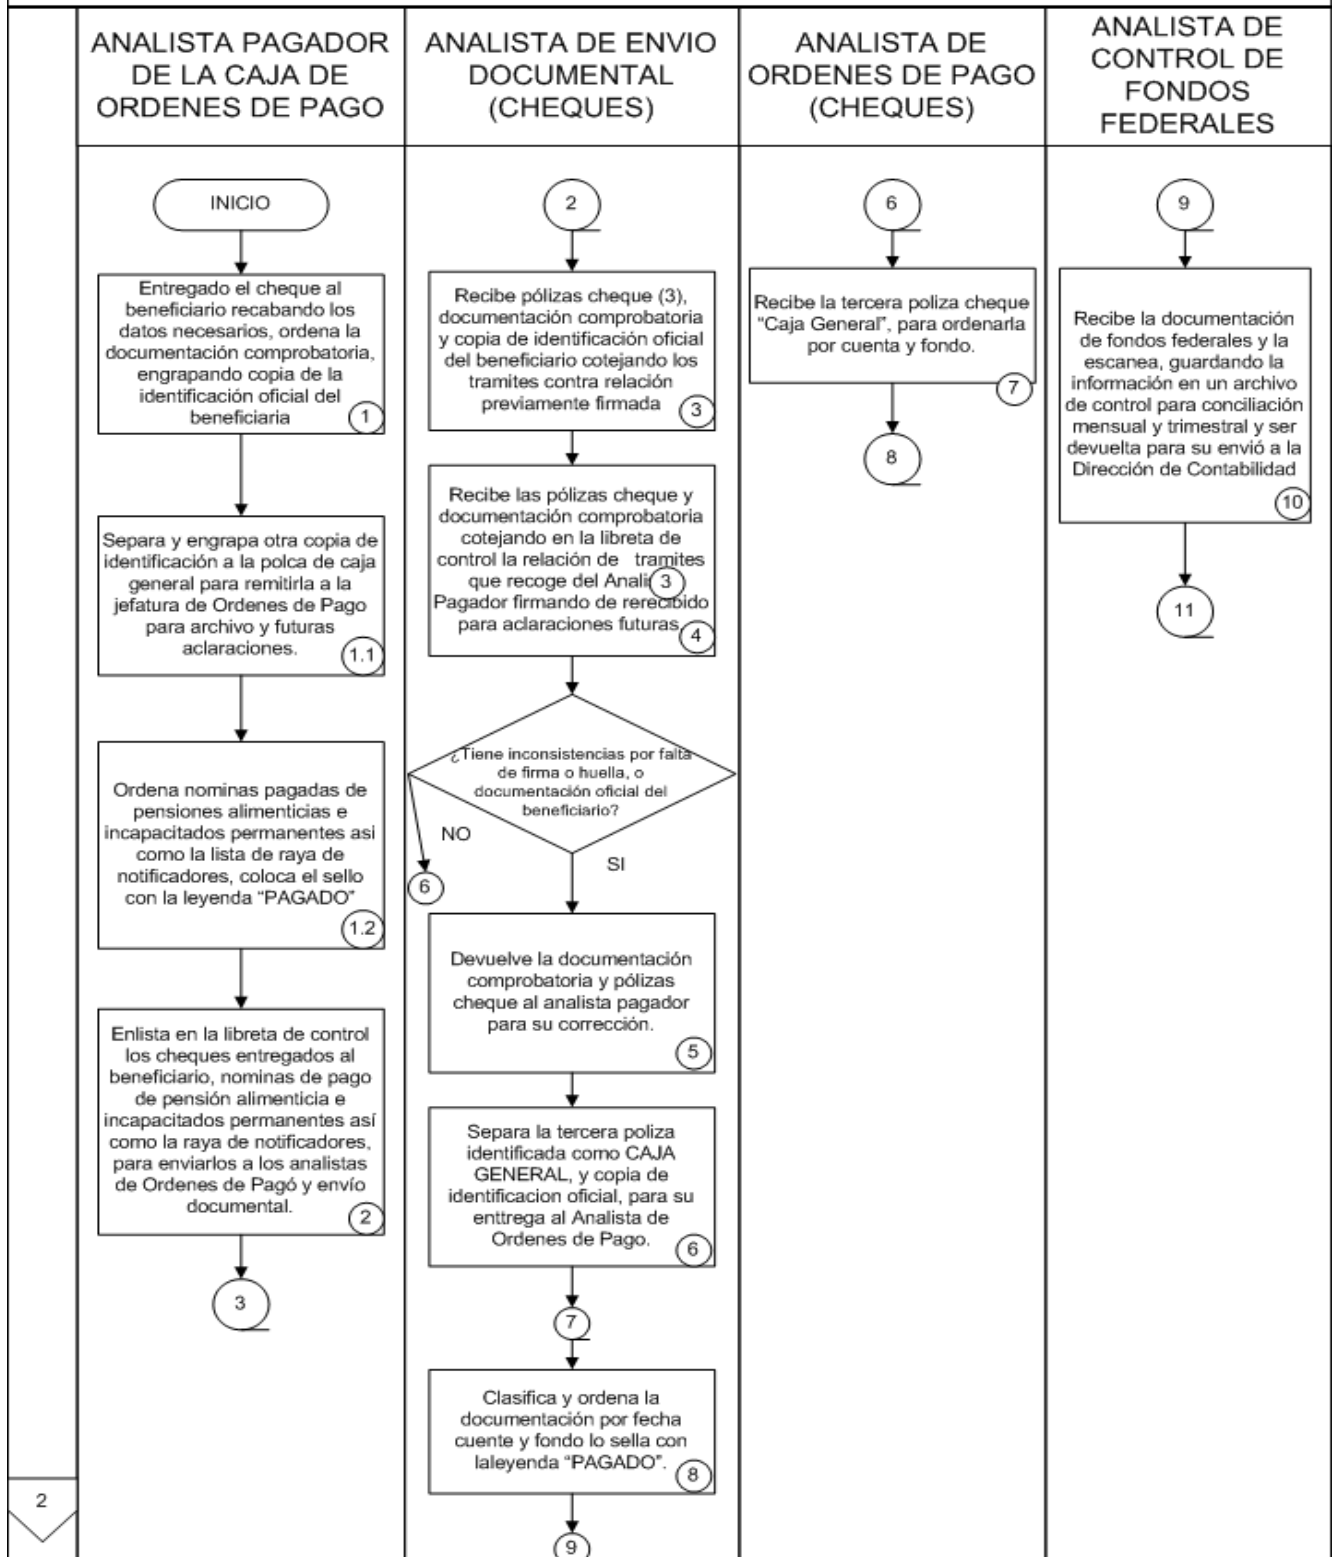 ANALISTA PAGADOR
DE LA CAJA DE
ORDENES DE PAGO
ANALISTA DE ENVIO
DOCUMENTAL
(CHEQUES)
ANALISTA DE
ORDENES DE PAGO
(CHEQUES)
ANALISTA DE
CONTROL DE
FONDOS
FEDERALES
INICIO
Entregado el cheque al
beneficiario recabando los
datos necesarios, ordena la
documentación comprobatoria,
engrapando copia de la
identificación oficial del
beneficiaria
1
Separa y engrapa otra copia de
identificación a la polca de caja
general para remitirla a la
jefatura de Ordenes de Pago
para archivo y futuras
aclaraciones.
1.1
Ordena nominas pagadas de
pensiones alimenticias e
incapacitados permanentes asi
como la lista de raya de
notificadores, coloca el sello
con la leyenda “PAGADO”
1.2
Enlista en la libreta de control
los cheques entregados al
beneficiario, nominas de pago
de pensión alimenticia e
incapacitados permanentes así
como la raya de notificadores,
para enviarlos a los analistas
de Ordenes de Pagó y envío
documental.
2
3
2
Recibe pólizas cheque (3),
documentación comprobatoria
y copia de identificación oficial
del beneficiario cotejando los
tramites contra relación
previamente firmada
3
Recibe las pólizas cheque y
documentación comprobatoria
cotejando en la libreta de
control la relación de tramites
que recoge del 3
Pagador firmando de rerecibido
para aclaraciones futuras.
4
¿Tiene inconsistencias por falta
de firma o huella, o
documentación oficial del
beneficiario?
NO
SI
6
Devuelve la documentación
comprobatoria y pólizas
cheque al analista pagador
para su corrección.
5
Separa la tercera poliza
identificada como CAJA
GENERAL, y copia de
identificacion oficial, para su
enttrega al Analista de
Ordenes de Pago.
6
7
Clasifica y ordena la
documentación por fecha
cuente y fondo lo sella con
laleyenda “PAGADO”.
8
9
6
Recibe la tercera poliza cheque
“Caja General”, para ordenarla
por cuenta y fondo.
7
8
9
Recibe la documentación
de fondos federales y la
escanea, guardando la
información en un archivo
de control para conciliación
mensual y trimestral y ser
devuelta para su envió a la
Dirección de Contabilidad
10
11
2